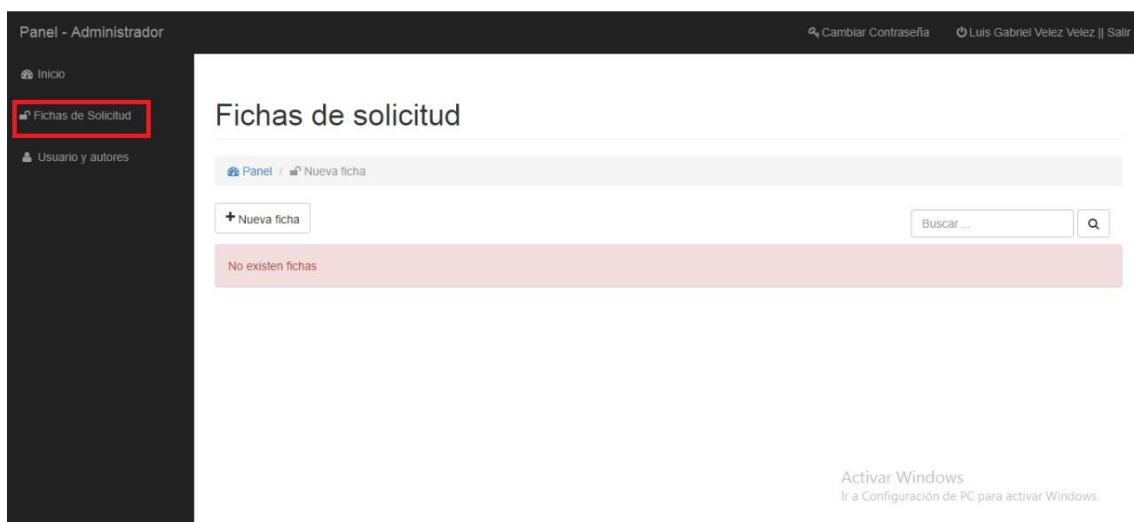 Panel - Administrador
Cambiar Contraseña
Luis Gabriel Velez Velez || Salir
Inicio
Fichas de Solicitud
Usuario y autores
Fichas de solicitud
Panel / Nueva ficha
+ Nueva ficha
Buscar ...
No existen fichas
Activar Windows
Ir a Configuración de PC para activar Windows.